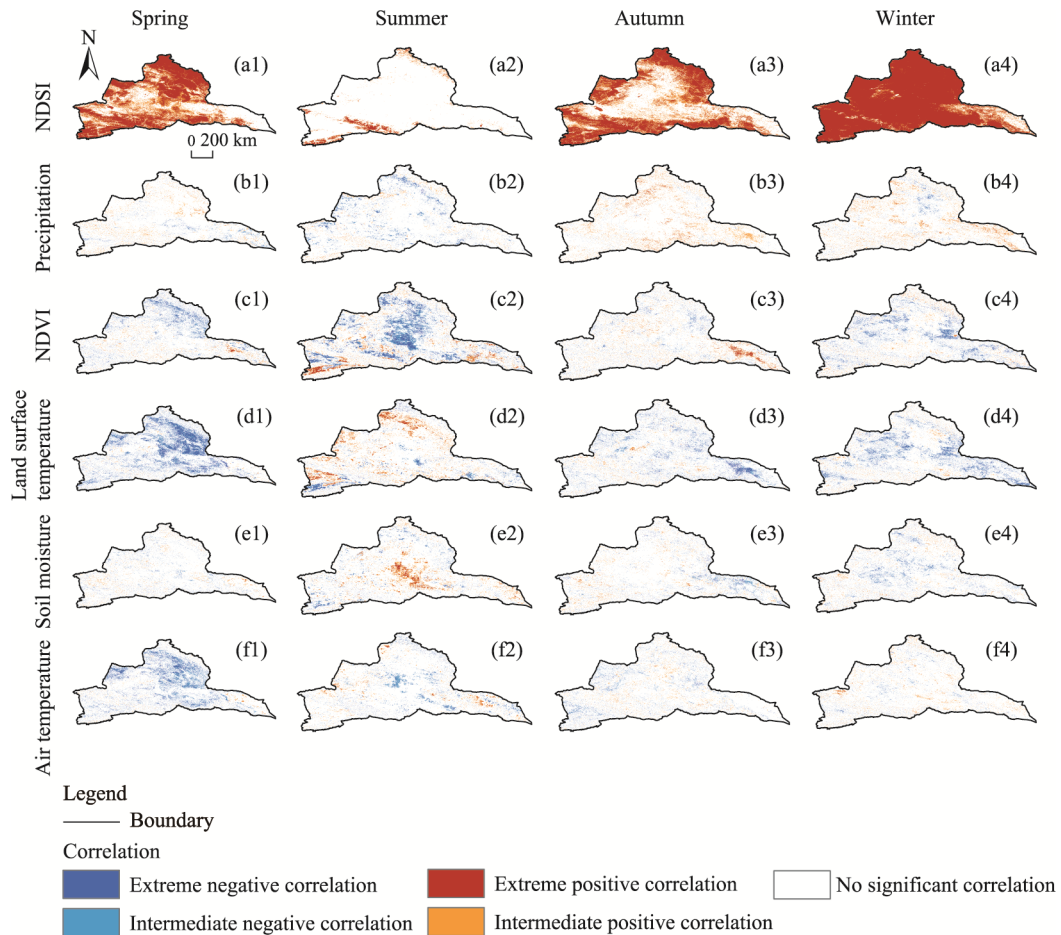 Spring Summer Autumn Winter
N
NDSI (a1) (a2) (a3) (a4)
0 200 km
Precipitation (b1) (b2) (b3) (b4)
NDVI (c1) (c2) (c3) (c4)
Land surface
temperature (d1) (d2) (d3) (d4)
Soil moisture (e1) (e2) (e3) (e4)
Air temperature (f1) (f2) (f3) (f4)
Legend
Boundary
Correlation
Extreme negative correlation Extreme positive correlation No significant correlation
Intermediate negative correlation Intermediate positive correlation